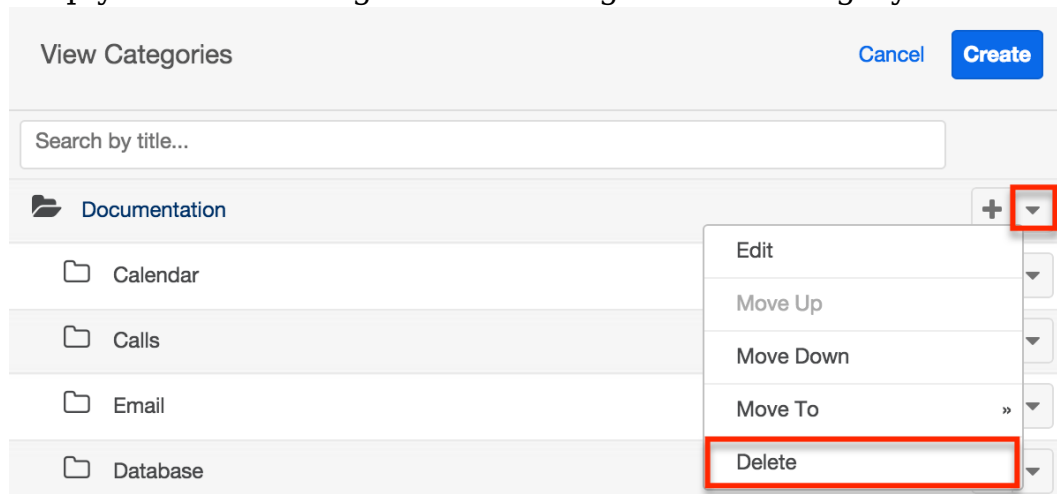 View Categories
Cancel
Create
Search by title...
Documentation
Edit
Calendar
Move Up
Calls
Move Down
Email
Move To »
Database
Delete